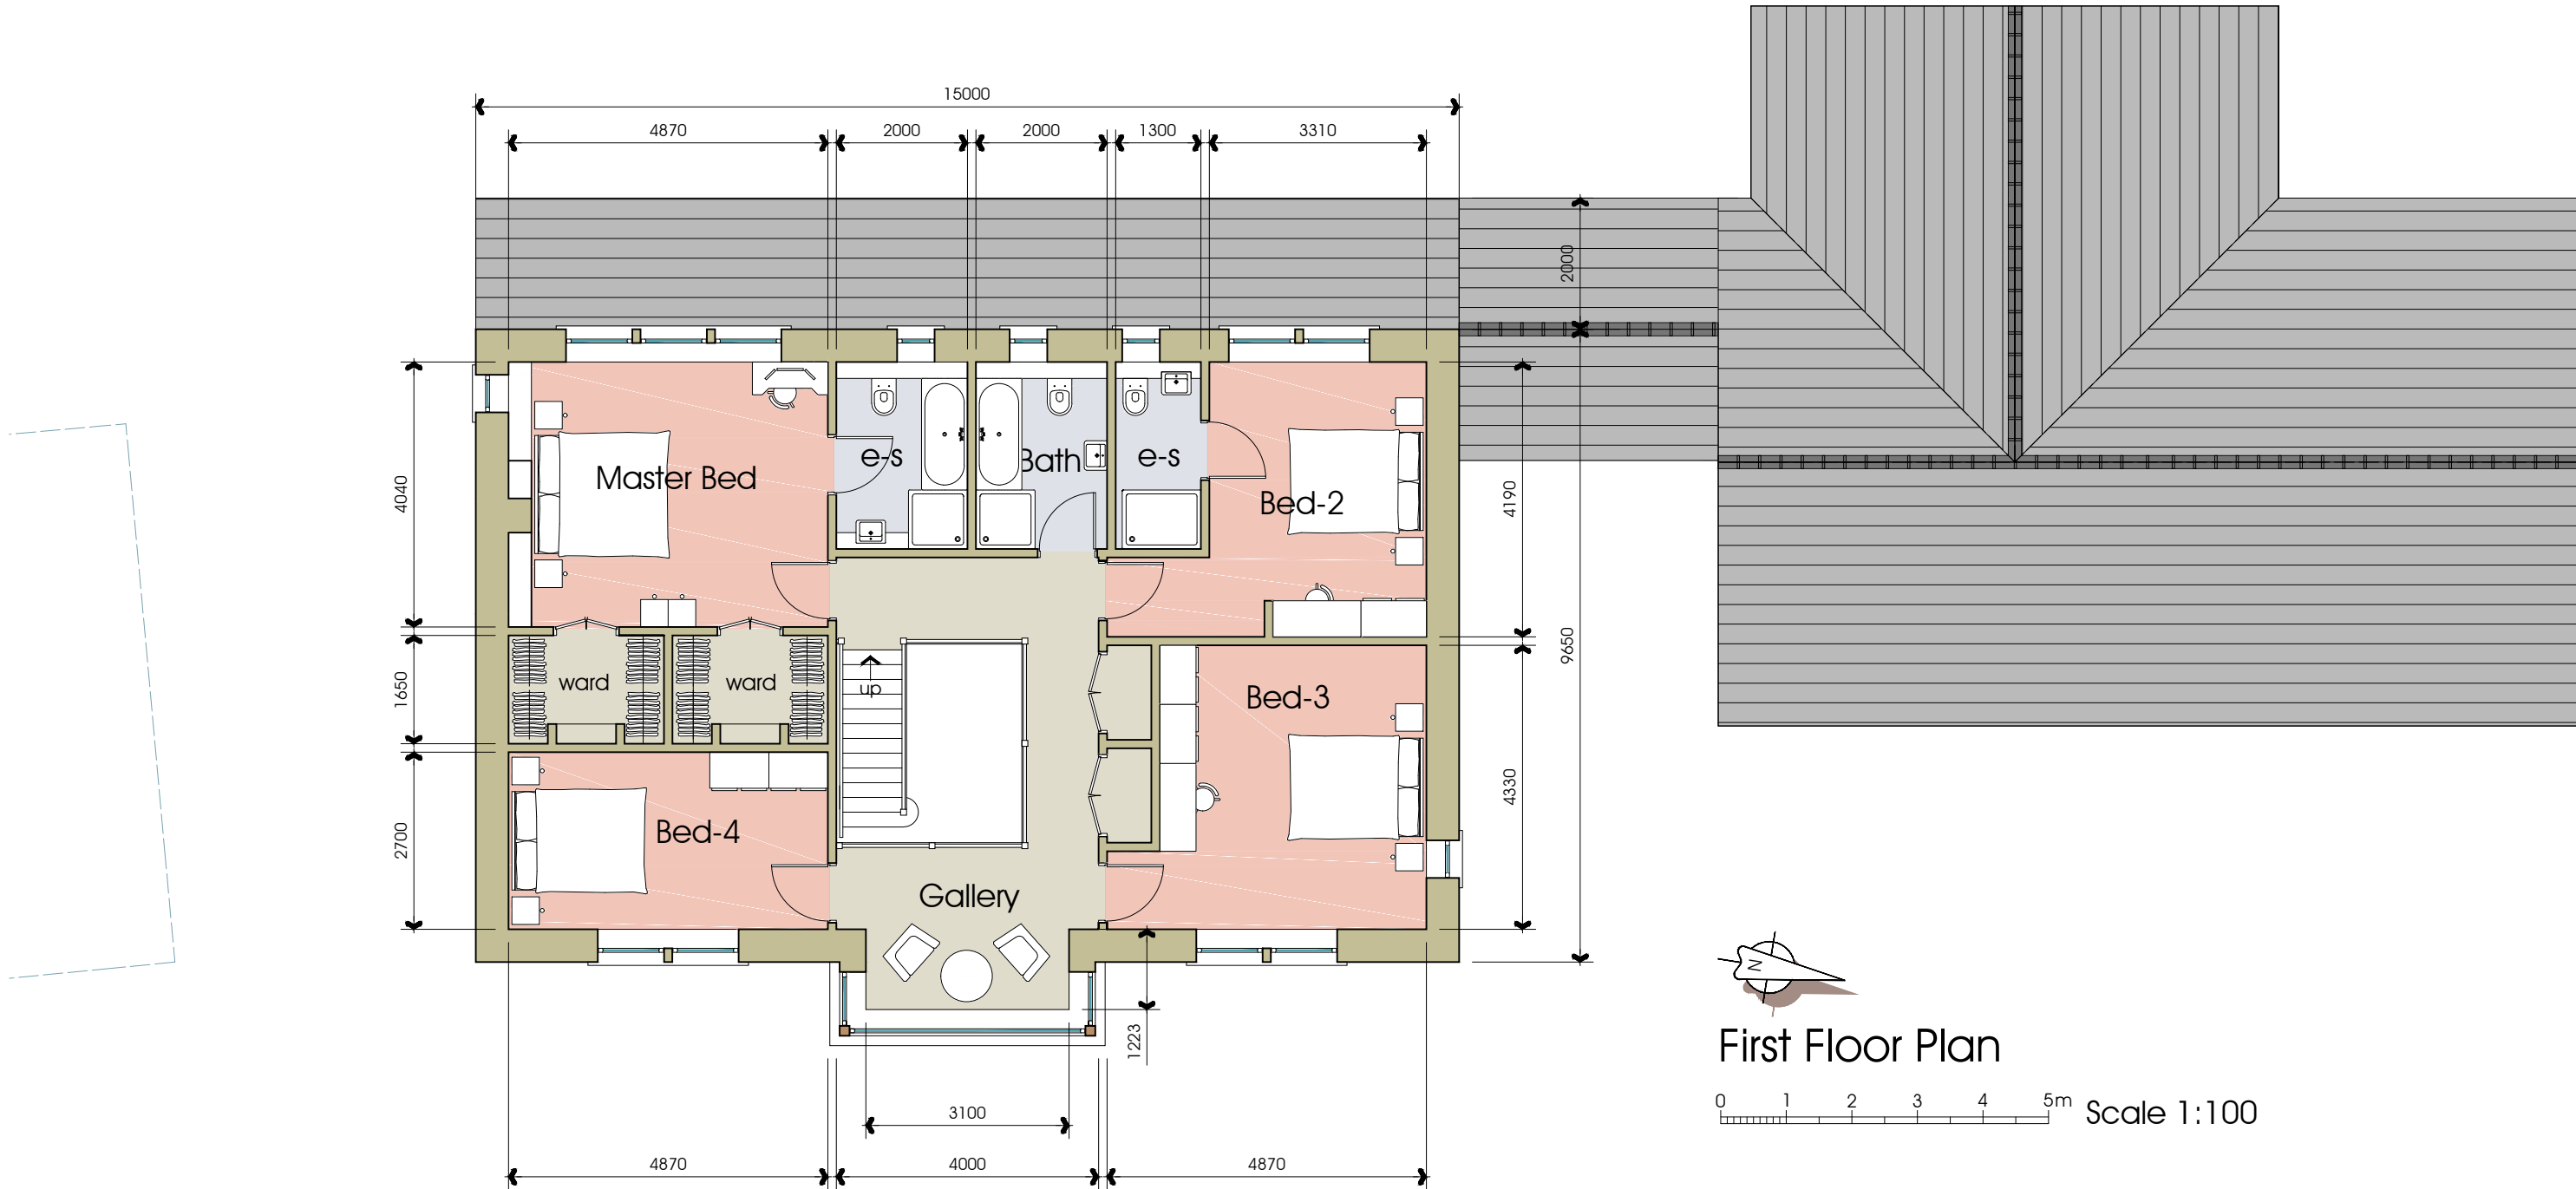 15000
4870 2000 2000 1300 3310
2000
Master Bed
e-s
Bath
e-s
Bed-2
4040
4190
9650
1650
ward
ward
up
Bed-3
4330
2700
Bed-4
Gallery
1223
3100
4870 4000 4870
N
First Floor Plan
0 1 2 3 4 5m
Scale 1:100